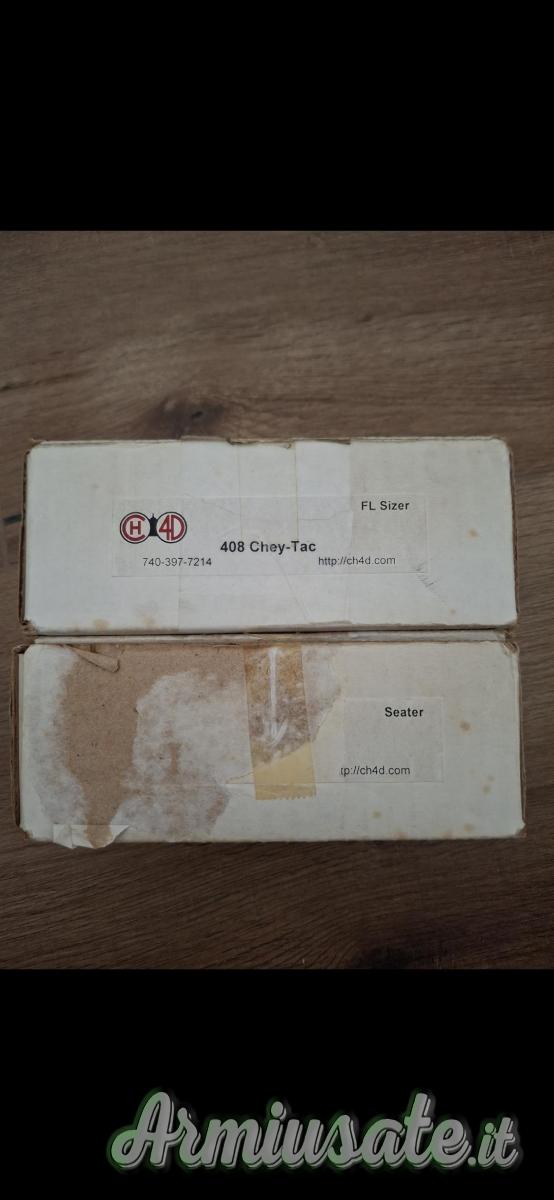 FL Sizer
CH4D
408 Chey-Tac
740-397-7214 http://ch4d.com
Seater
tp://ch4d.com
Armiusate.it